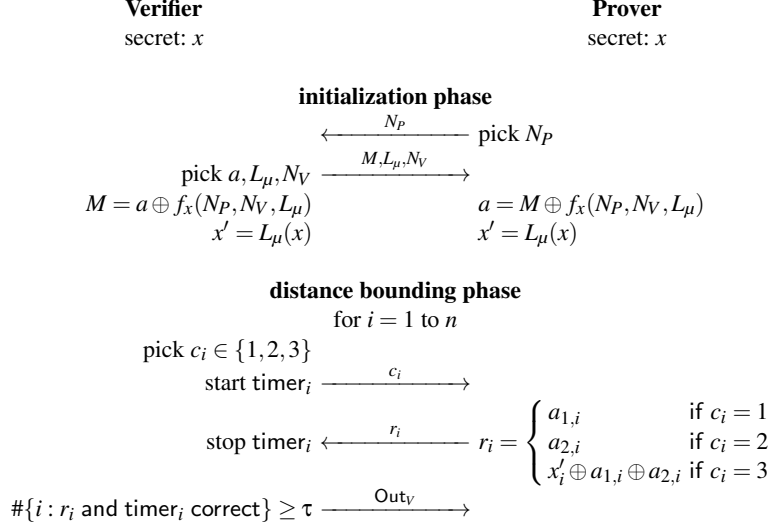 Verifier Prover
secret: x secret: x
initialization phase
N_P
pick N_P
M, L_μ, N_V
pick a, L_μ, N_V
M = a ⊕ f_x(N_P, N_V, L_μ) a = M ⊕ f_x(N_P, N_V, L_μ)
x′ = L_μ(x) x′ = L_μ(x)
distance bounding phase
for i = 1 to n
pick c_i ∈ {1,2,3}
start timer_i c_i
a_{1,i} if c_i = 1
stop timer_i r_i r_i = { a_{2,i} if c_i = 2
x′_i ⊕ a_{1,i} ⊕ a_{2,i} if c_i = 3
#{i : r_i and timer_i correct} ≥ τ Out_V